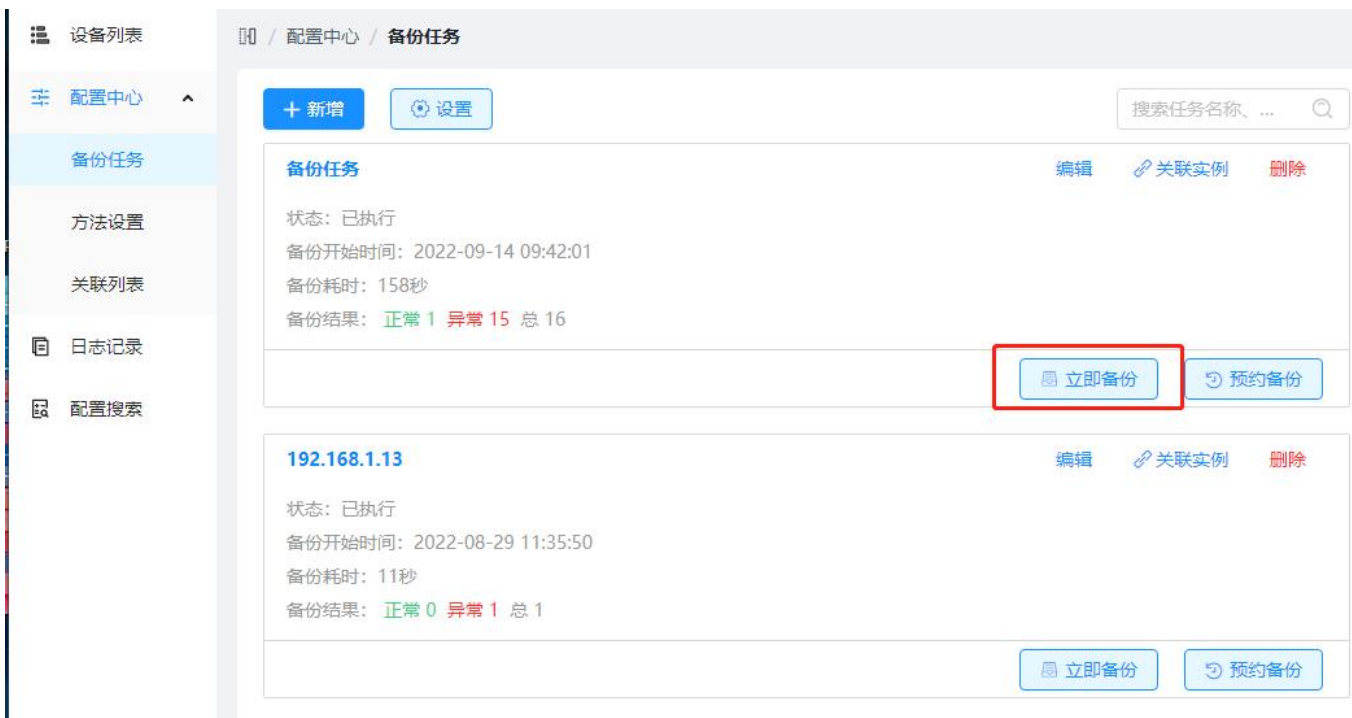 设备列表
配置中心
备份任务
方法设置
关联列表
日志记录
配置搜索
/ 配置中心 / 备份任务
+ 新增 设置 搜索任务名称、...
备份任务 编辑 关联实例 删除
状态：已执行
备份开始时间：2022-09-14 09:42:01
备份耗时：158秒
备份结果： 正常 1 异常 15 总 16
立即备份 预约备份
192.168.1.13 编辑 关联实例 删除
状态：已执行
备份开始时间：2022-08-29 11:35:50
备份耗时：11秒
备份结果： 正常 0 异常 1 总 1
立即备份 预约备份